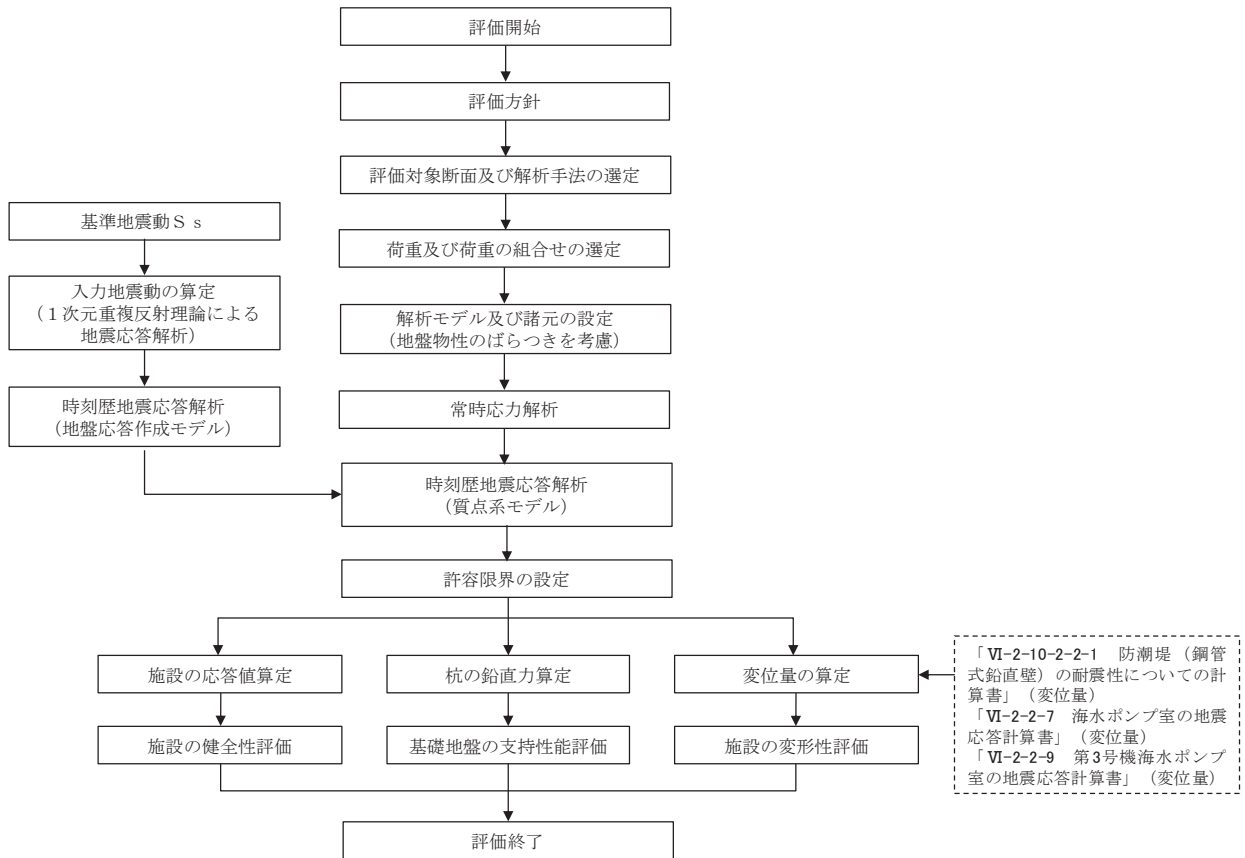 評価開始
評価方針
評価対象断面及び解析手法の選定
基準地震動Ｓｓ
荷重及び荷重の組合せの選定
入力地震動の算定
（１次元重複反射理論による
地震応答解析）
解析モデル及び諸元の設定
（地盤物性のばらつきを考慮）
時刻歴地震応答解析
（地盤応答作成モデル）
常時応力解析
時刻歴地震応答解析
（質点系モデル）
許容限界の設定
施設の応答値算定
杭の鉛直力算定
変位量の算定
「Ⅵ-2-10-2-2-1　防潮堤（鋼管
式鉛直壁）の耐震性についての計
算書」（変位量）
「Ⅵ-2-2-7　海水ポンプ室の地震
応答計算書」（変位量）
「Ⅵ-2-2-9　第3号機海水ポンプ
室の地震応答計算書」（変位量）
施設の健全性評価
基礎地盤の支持性能評価
施設の変形性評価
評価終了